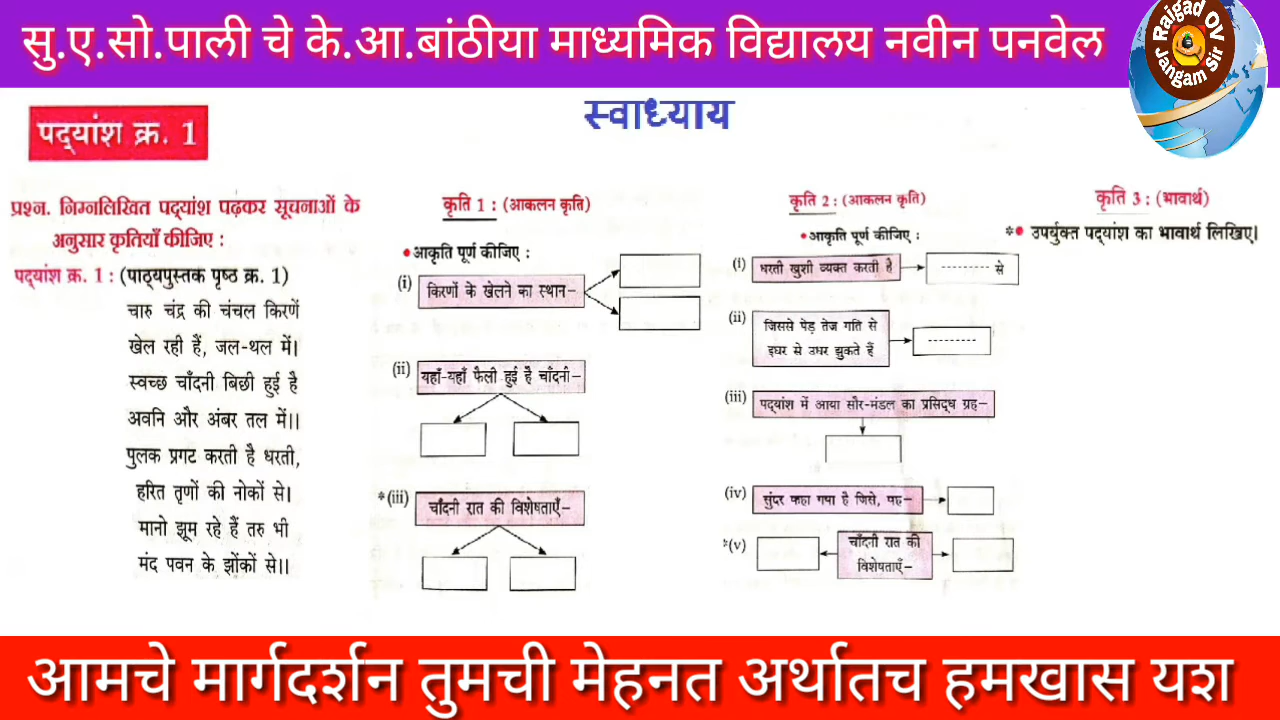 सु.ए.सो.पाली चे के.आ.बांठीया माध्यमिक विद्यालय नवीन पनवेल
Raigad OV
Jangam Sir
स्वाध्याय
पद्यांश क्र. 1
प्रश्न. निम्नलिखित पद्यांश पढ़कर सूचनाओं के
अनुसार कृतियाँ कीजिए :
पद्यांश क्र. 1 : (पाठ्यपुस्तक पृष्ठ क्र. 1)
चारु चंद्र की चंचल किरणें
खेल रही हैं, जल-थल में।
स्वच्छ चाँदनी बिछी हुई है
अवनि और अंबर तल में।।
पुलक प्रगट करती है धरती,
हरित तृणों की नोकों से।
मानो झूम रहे हैं तरु भी
मंद पवन के झोंकों से।।
कृति 1 : (आकलन कृति)
• आकृति पूर्ण कीजिए :
(i) किरणों के खेलने का स्थान–
(ii) यहाँ-यहाँ फैली हुई है चाँदनी–
*(iii) चाँदनी रात की विशेषताएँ–
कृति 2 : (आकलन कृति)
• आकृति पूर्ण कीजिए :
(i) धरती खुशी व्यक्त करती है --------- से
(ii) जिससे पेड़ तेज गति से
इधर से उधर झुकते हैं ---------
(iii) पद्यांश में आया सौर-मंडल का प्रसिद्ध ग्रह–
(iv) सुंदर कहा गया है जिसे, वह–
*(v) चाँदनी रात की
विशेषताएँ–
कृति 3 : (भावार्थ)
* • उपर्युक्त पद्यांश का भावार्थ लिखिए।
आमचे मार्गदर्शन तुमची मेहनत अर्थातच हमखास यश